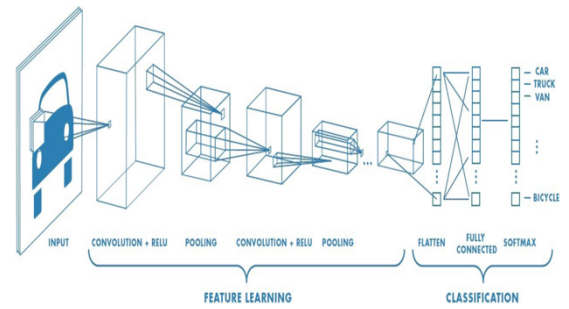 CAR
TRUCK
VAN
BICYCLE
INPUT
CONVOLUTION + RELU
POOLING
CONVOLUTION + RELU
POOLING
FLATTEN
FULLY
CONNECTED
SOFTMAX
FEATURE LEARNING
CLASSIFICATION